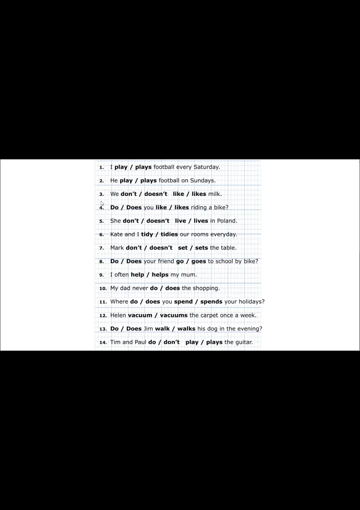 1. I play / plays football every Saturday.
2. He play / plays football on Sundays.
3. We don't / doesn't like / likes milk.
4. Do / Does you like / likes riding a bike?
5. She don't / doesn't live / lives in Poland.
6. Kate and I tidy / tidies our rooms everyday.
7. Mark don't / doesn't set / sets the table.
8. Do / Does your friend go / goes to school by bike?
9. I often help / helps my mum.
10. My dad never do / does the shopping.
11. Where do / does you spend / spends your holidays?
12. Helen vacuum / vacuums the carpet once a week.
13. Do / Does Jim walk / walks his dog in the evening?
14. Tim and Paul do / don't play / plays the guitar.